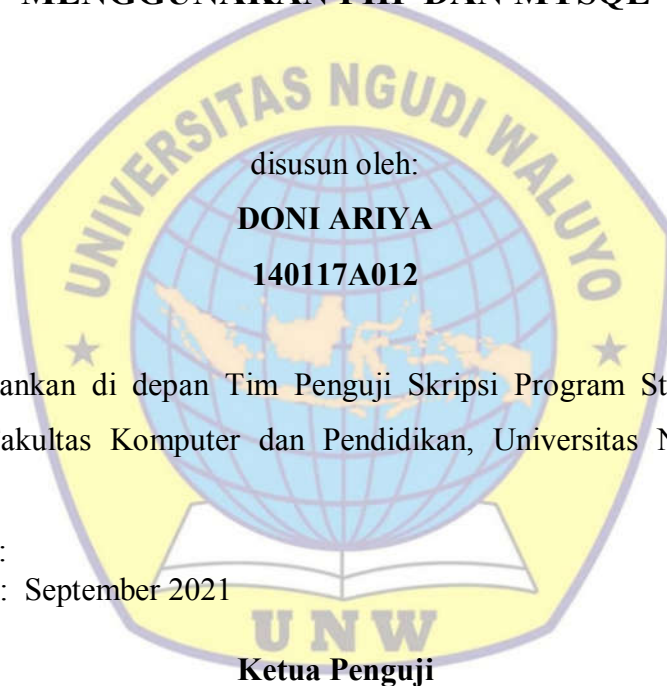 MENGGUNAKAN PHP DAN MYSQL
UNIVERSITAS NGUDI WALUYO
disusun oleh:
DONI ARIYA
140117A012
ankan di depan Tim Penguji Skripsi Program St
akultas Komputer dan Pendidikan, Universitas N
:
: September 2021
UNW
Ketua Penguji